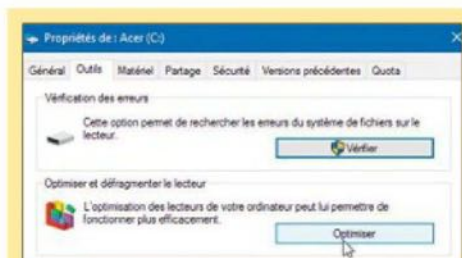 Propriétés de : Acer (C:)
Général Outils Matériel Partage Sécurité Versions précédentes Quota
Vérification des erreurs
Cette option permet de rechercher les erreurs du système de fichiers sur le
lecteur.
Vérifier
Optimiser et défragmenter le lecteur
L'optimisation des lecteurs de votre ordinateur peut lui permettre de
fonctionner plus efficacement.
Optimiser